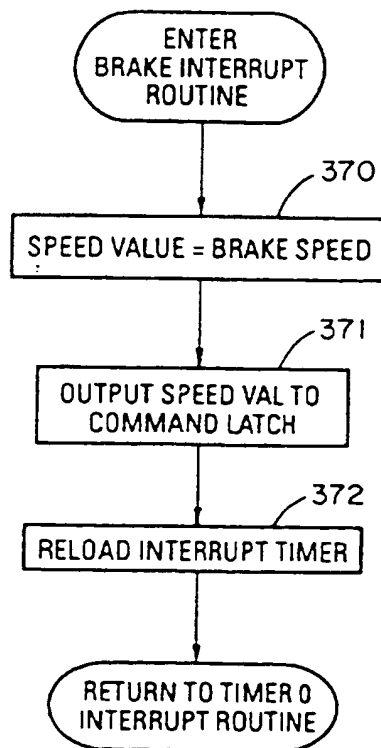 ENTER
BRAKE INTERRUPT
ROUTINE
370
SPEED VALUE = BRAKE SPEED
371
OUTPUT SPEED VAL TO
COMMAND LATCH
372
RELOAD INTERRUPT TIMER
RETURN TO TIMER 0
INTERRUPT ROUTINE